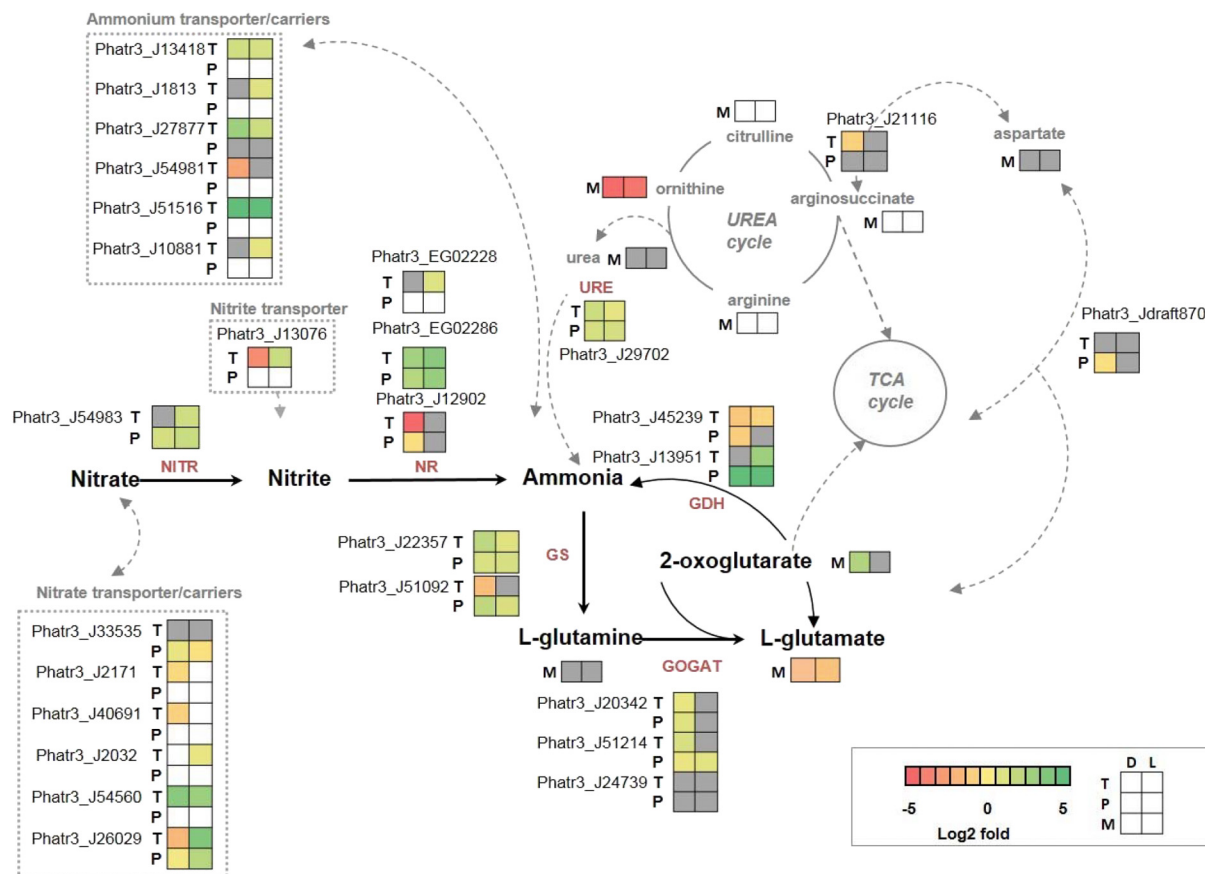 Ammonium transporter/carriers
Phatr3_J13418 T
P
Phatr3_J1813 T
P
Phatr3_J27877 T
P
Phatr3_J54981 T
P
Phatr3_J51516 T
P
Phatr3_J10881 T
P
M
citrulline
Phatr3_J21116
T
P
aspartate
M
M
ornithine
arginosuccinate
M
UREA
cycle
urea M
URE
T
P
Phatr3_J29702
arginine
M
Phatr3_EG02228
T
P
Phatr3_EG02286
T
P
Phatr3_J12902
T
P
Nitrite transporter
Phatr3_J13076
T
P
Phatr3_Jdraft870
T
P
TCA
cycle
Phatr3_J54983 T
P
Phatr3_J45239 T
P
Phatr3_J13951 T
P
NITR
NR
GDH
Nitrate
Nitrite
Ammonia
Phatr3_J22357 T
P
Phatr3_J51092 T
P
GS
2-oxoglutarate M
L-glutamine
L-glutamate
GOGAT
M
M
Nitrate transporter/carriers
Phatr3_J33535 T
P
Phatr3_J2171 T
P
Phatr3_J40691 T
P
Phatr3_J2032 T
P
Phatr3_J54560 T
P
Phatr3_J26029 T
P
Phatr3_J20342 T
P
Phatr3_J51214 T
P
Phatr3_J24739 T
P
D L
T
P
M
-5 0 5
Log2 fold